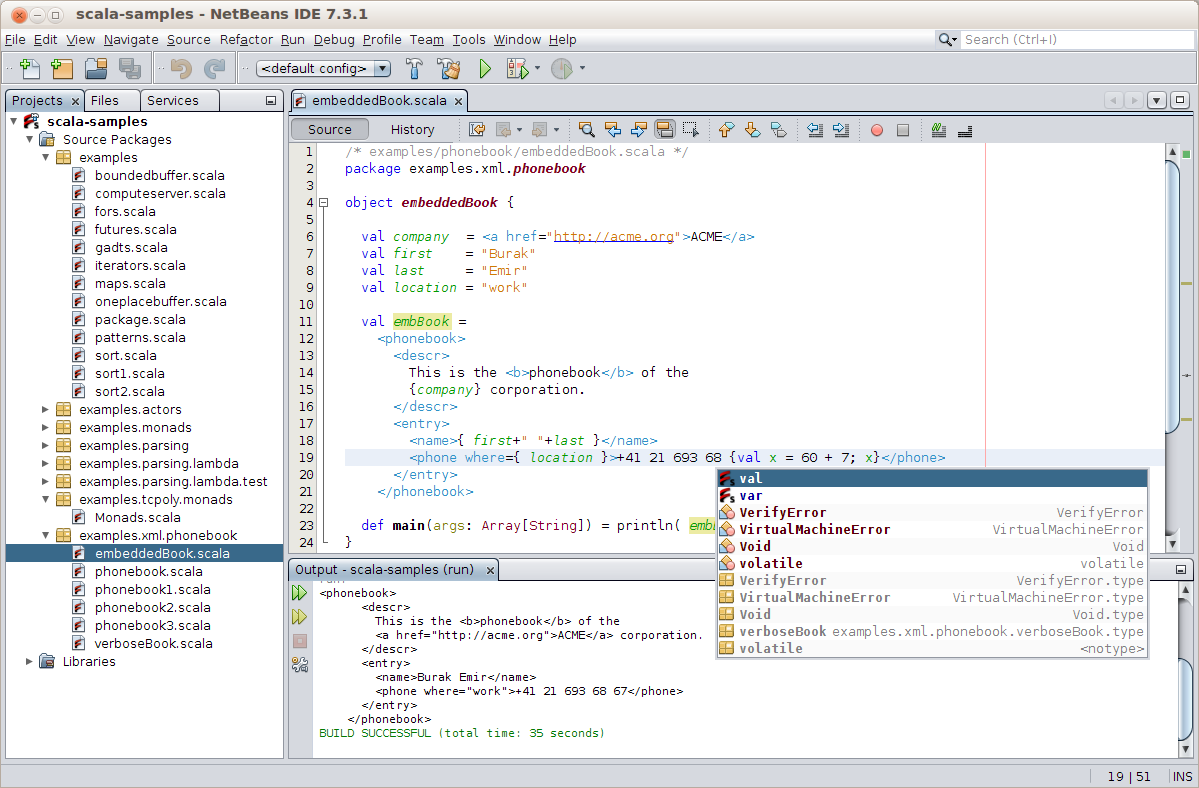 scala-samples - NetBeans IDE 7.3.1
File Edit View Navigate Source Refactor Run Debug Profile Team Tools Window Help
Search (Ctrl+I)
<default config>
Projects
Files
Services
scala-samples
Source Packages
examples
boundedbuffer.scala
computeserver.scala
fors.scala
futures.scala
gadts.scala
iterators.scala
maps.scala
oneplacebuffer.scala
package.scala
patterns.scala
sort.scala
sort1.scala
sort2.scala
examples.actors
examples.monads
examples.parsing
examples.parsing.lambda
examples.parsing.lambda.test
examples.tcpoly.monads
Monads.scala
examples.xml.phonebook
embeddedBook.scala
phonebook.scala
phonebook1.scala
phonebook2.scala
phonebook3.scala
verboseBook.scala
Libraries
embeddedBook.scala
Source History
1 /* examples/phonebook/embeddedBook.scala */
2 package examples.xml.phonebook
3
4 object embeddedBook {
5
6 val company = <a href="http://acme.org">ACME</a>
7 val first = "Burak"
8 val last = "Emir"
9 val location = "work"
10
11 val embBook =
12 <phonebook>
13 <descr>
14 This is the <b>phonebook</b> of the
15 {company} corporation.
16 </descr>
17 <entry>
18 <name>{ first+" "+last }</name>
19 <phone where={ location }>+41 21 693 68 {val x = 60 + 7; x}</phone>
20 </entry>
21 </phonebook>
22
23 def main(args: Array[String]) = println(
24 }
val
var
VerifyError VerifyError
VirtualMachineError VirtualMachineError
Void Void
volatile volatile
VerifyError VerifyError.type
VirtualMachineError VirtualMachineError.type
Void Void.type
verboseBook examples.xml.phonebook.verboseBook.type
volatile <notype>
Output - scala-samples (run)
<phonebook>
<descr>
This is the <b>phonebook</b> of the
<a href="http://acme.org">ACME</a> corporation.
</descr>
<entry>
<name>Burak Emir</name>
<phone where="work">+41 21 693 68 67</phone>
</entry>
</phonebook>
BUILD SUCCESSFUL (total time: 35 seconds)
19 | 51 INS